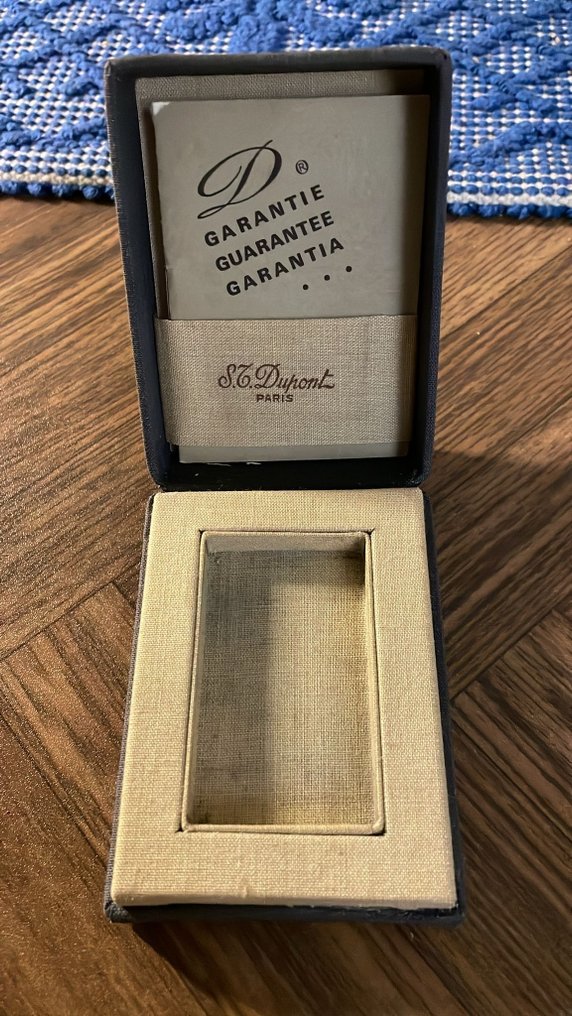 D ®
GARANTIE
GUARANTEE
GARANTIA
...
S.T. Dupont
PARIS